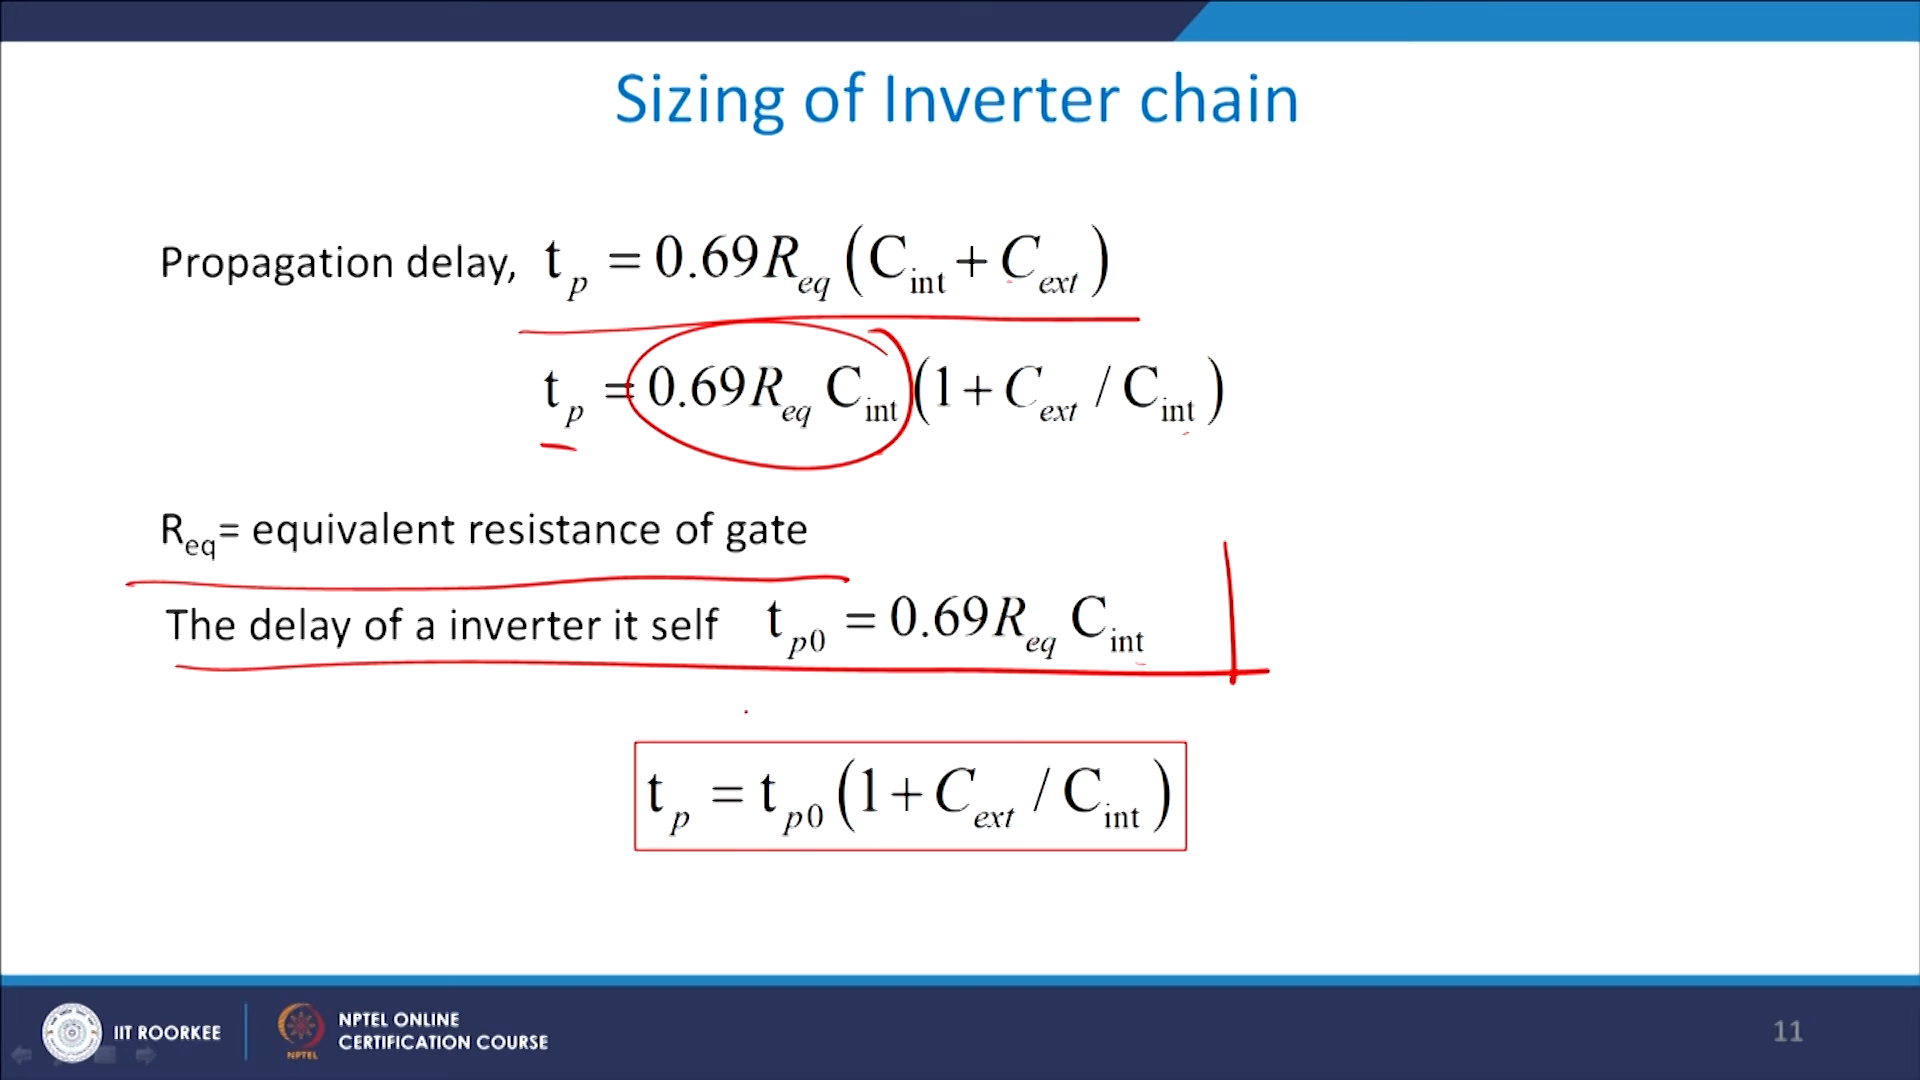 Sizing of Inverter chain
Propagation delay, t_p = 0.69R_eq (C_int + C_ext)
t_p = 0.69R_eq C_int (1 + C_ext / C_int)
R_eq= equivalent resistance of gate
The delay of a inverter it self t_p0 = 0.69R_eq C_int
t_p = t_p0 (1 + C_ext / C_int)
IIT ROORKEE
NPTEL
NPTEL ONLINE
CERTIFICATION COURSE
11